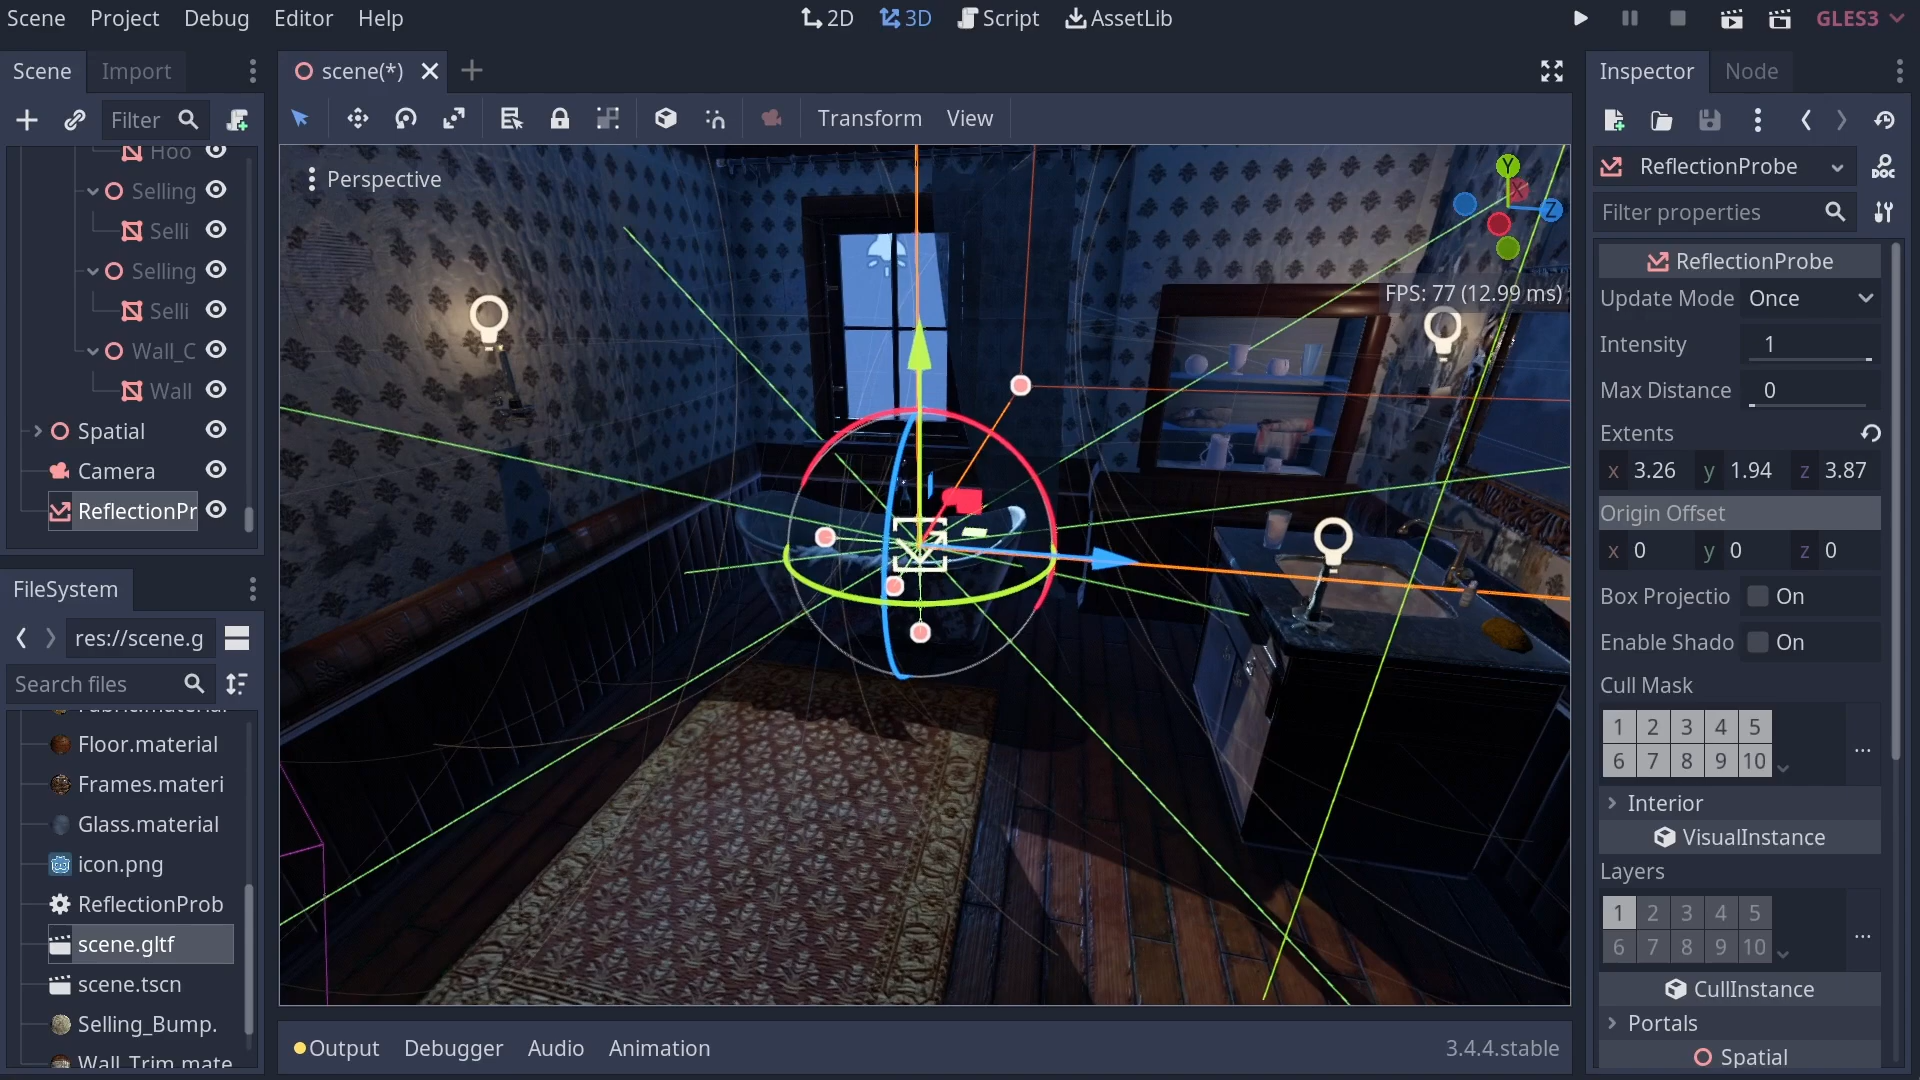 Scene Project Debug Editor Help
2D 3D Script AssetLib
GLES3
Scene Import
Filter
Hoo
Selling
Selli
Selling
Selli
Wall_C
Wall
Spatial
Camera
ReflectionPr
FileSystem
res://scene.g
Search files
Fabric.material
Floor.material
Frames.materi
Glass.material
icon.png
ReflectionProb
scene.gltf
scene.tscn
Selling_Bump.
Wall_Trim.mate
scene(*)
Transform View
Perspective
Y
X
Z
FPS: 77 (12.99 ms)
Output Debugger Audio Animation
3.4.4.stable
Inspector Node
ReflectionProbe
DOC
Filter properties
ReflectionProbe
Update Mode Once
Intensity 1
Max Distance 0
Extents
x 3.26 y 1.94 z 3.87
Origin Offset
x 0 y 0 z 0
Box Projectio On
Enable Shado On
Cull Mask
1 2 3 4 5
6 7 8 9 10
...
Interior
VisualInstance
Layers
1 2 3 4 5
6 7 8 9 10
...
CullInstance
Portals
Spatial